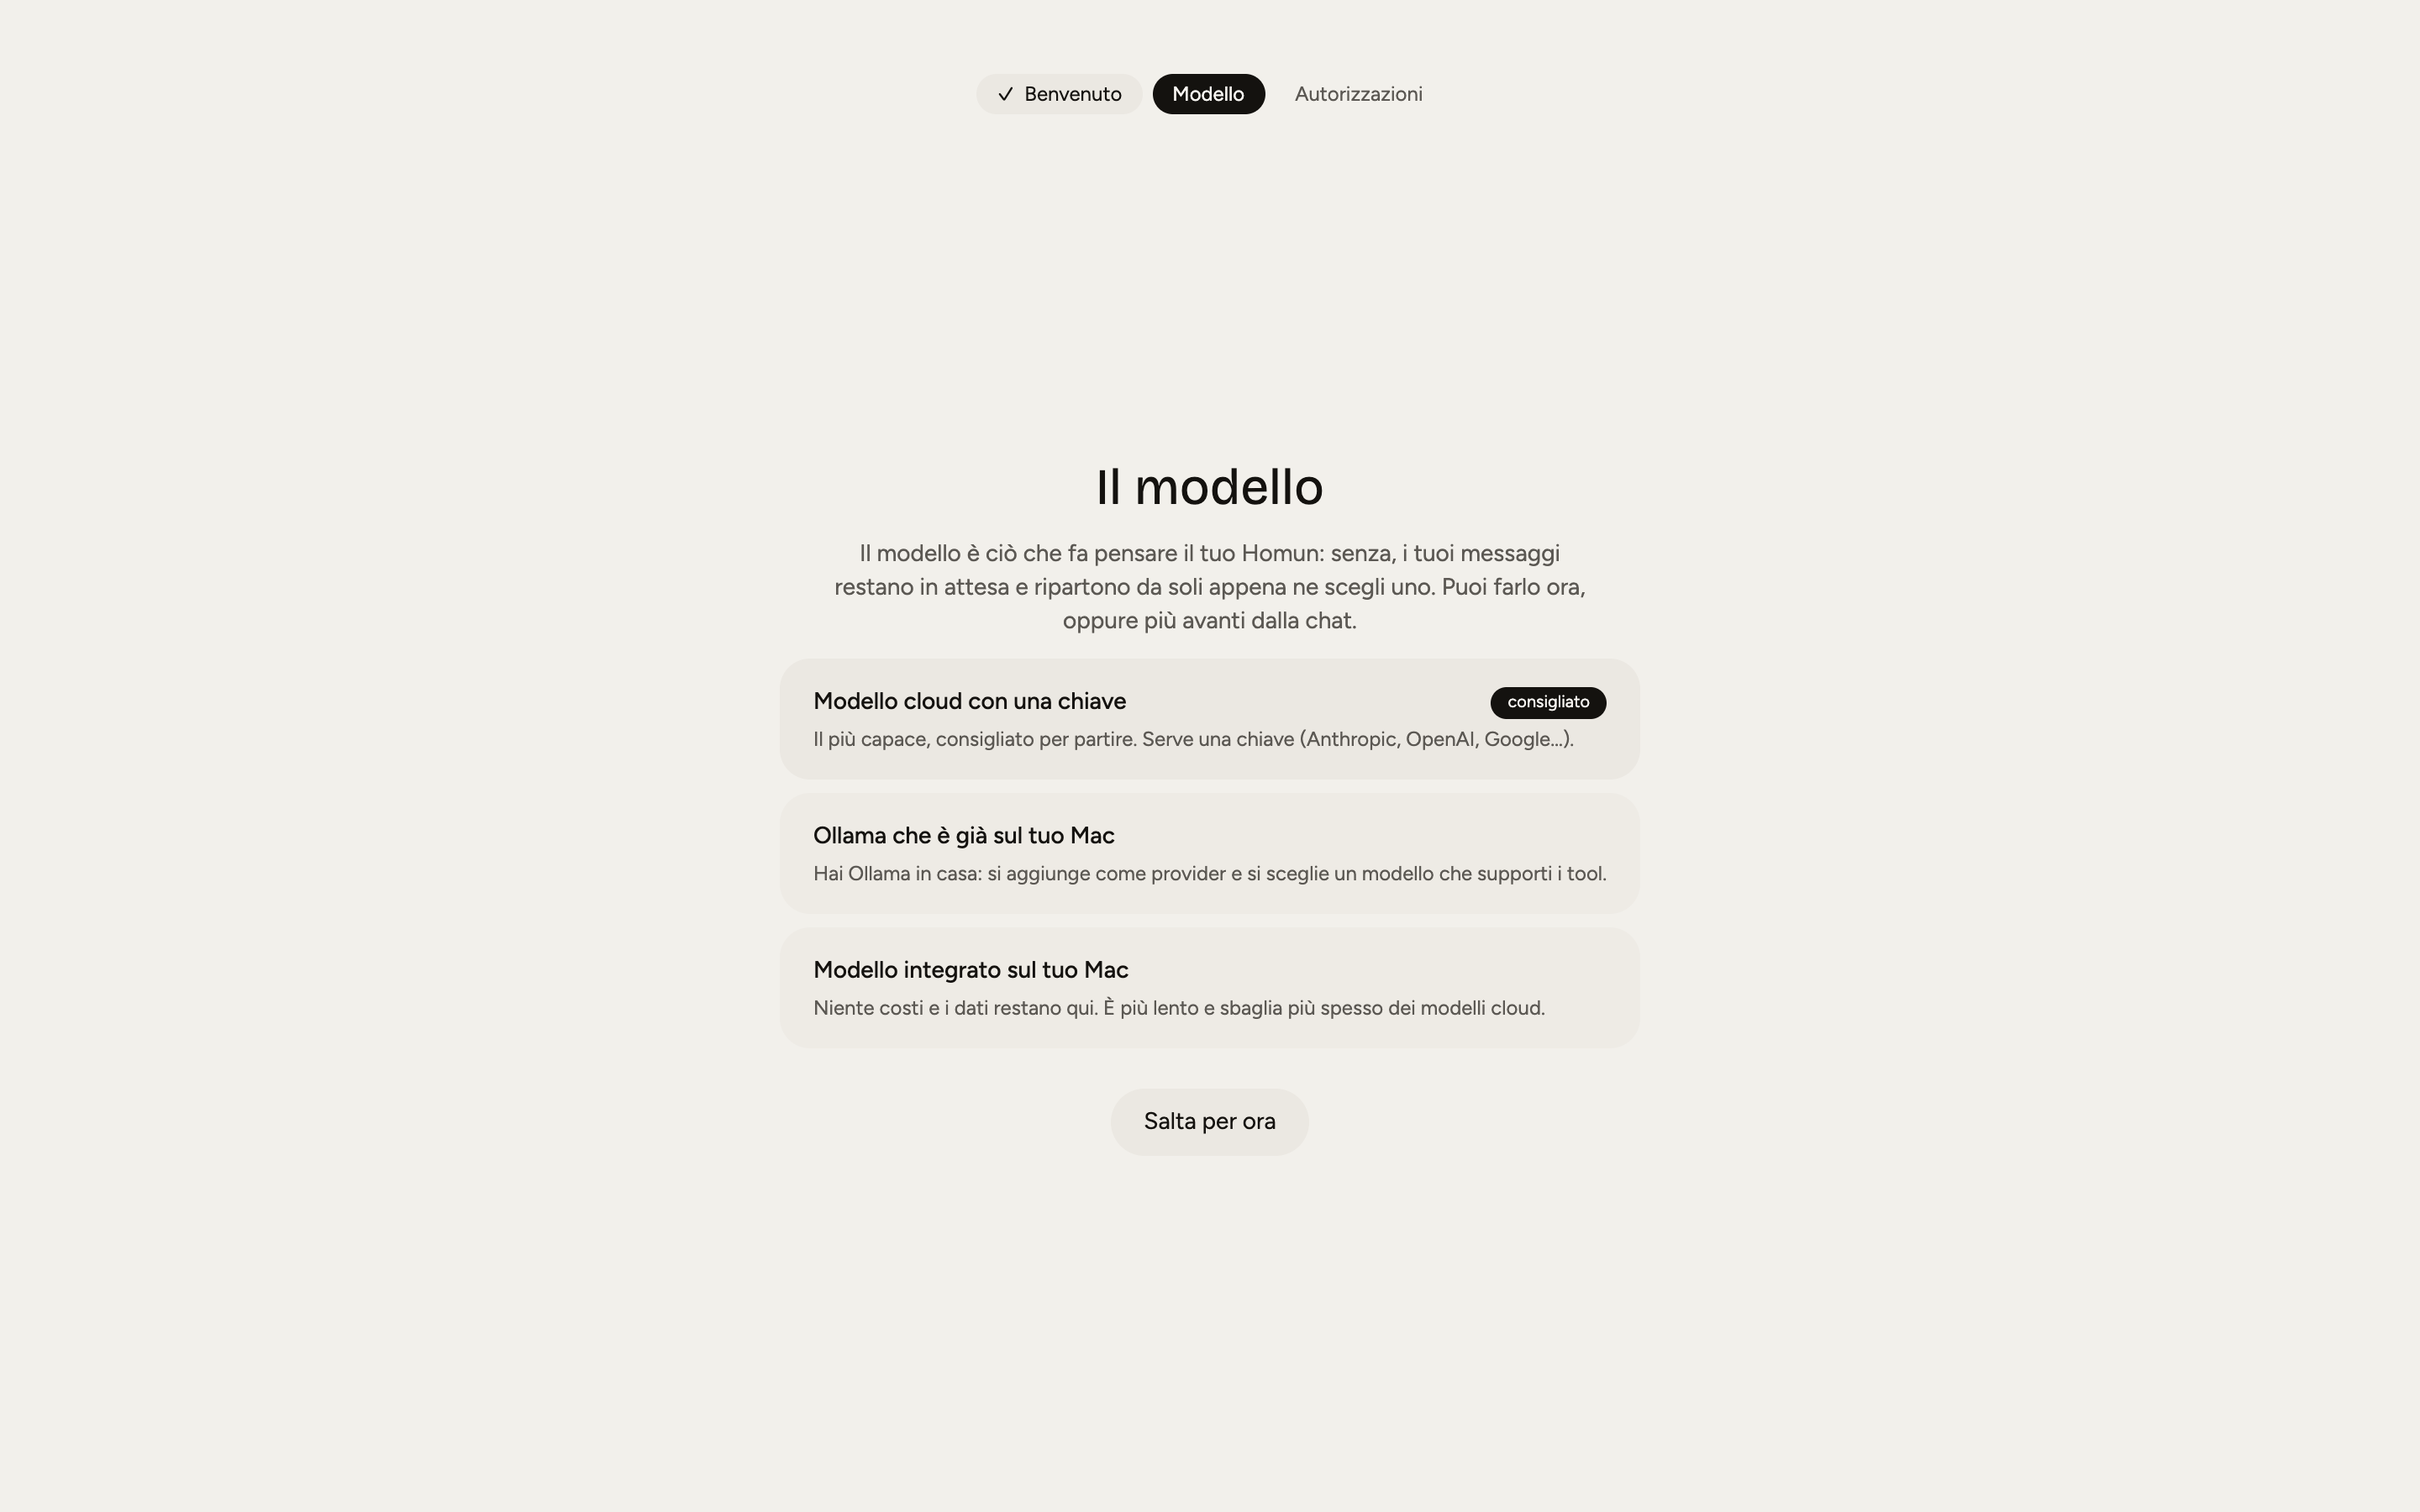 Benvenuto
Modello
Autorizzazioni
Il modello
Il modello è ciò che fa pensare il tuo Homun: senza, i tuoi messaggi
restano in attesa e ripartono da soli appena ne scegli uno. Puoi farlo ora,
oppure più avanti dalla chat.
Modello cloud con una chiave
consigliato
Il più capace, consigliato per partire. Serve una chiave (Anthropic, OpenAI, Google…).
Ollama che è già sul tuo Mac
Hai Ollama in casa: si aggiunge come provider e si sceglie un modello che supporti i tool.
Modello integrato sul tuo Mac
Niente costi e i dati restano qui. È più lento e sbaglia più spesso dei modelli cloud.
Salta per ora